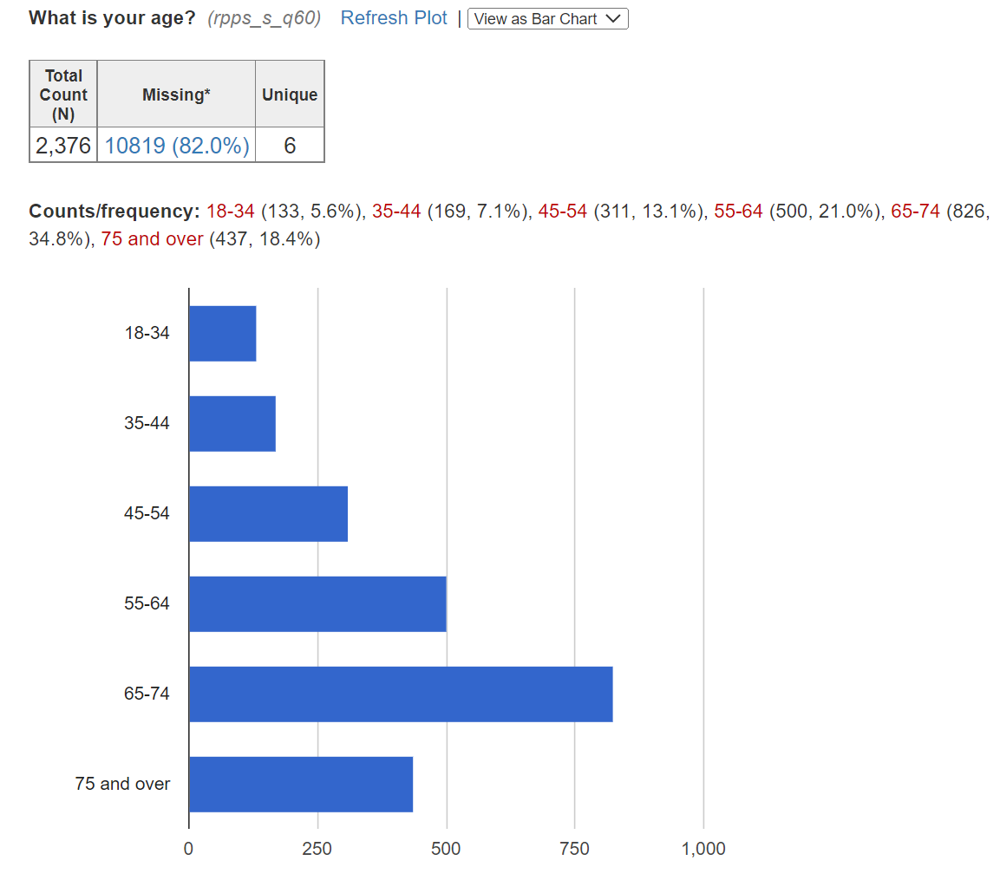 What is your age? (rpps_s_q60) Refresh Plot | View as Bar Chart
Total Count (N) Missing* Unique
2,376 10819 (82.0%) 6
Counts/frequency: 18-34 (133, 5.6%), 35-44 (169, 7.1%), 45-54 (311, 13.1%), 55-64 (500, 21.0%), 65-74 (826,
34.8%), 75 and over (437, 18.4%)
18-34
35-44
45-54
55-64
65-74
75 and over
0 250 500 750 1,000